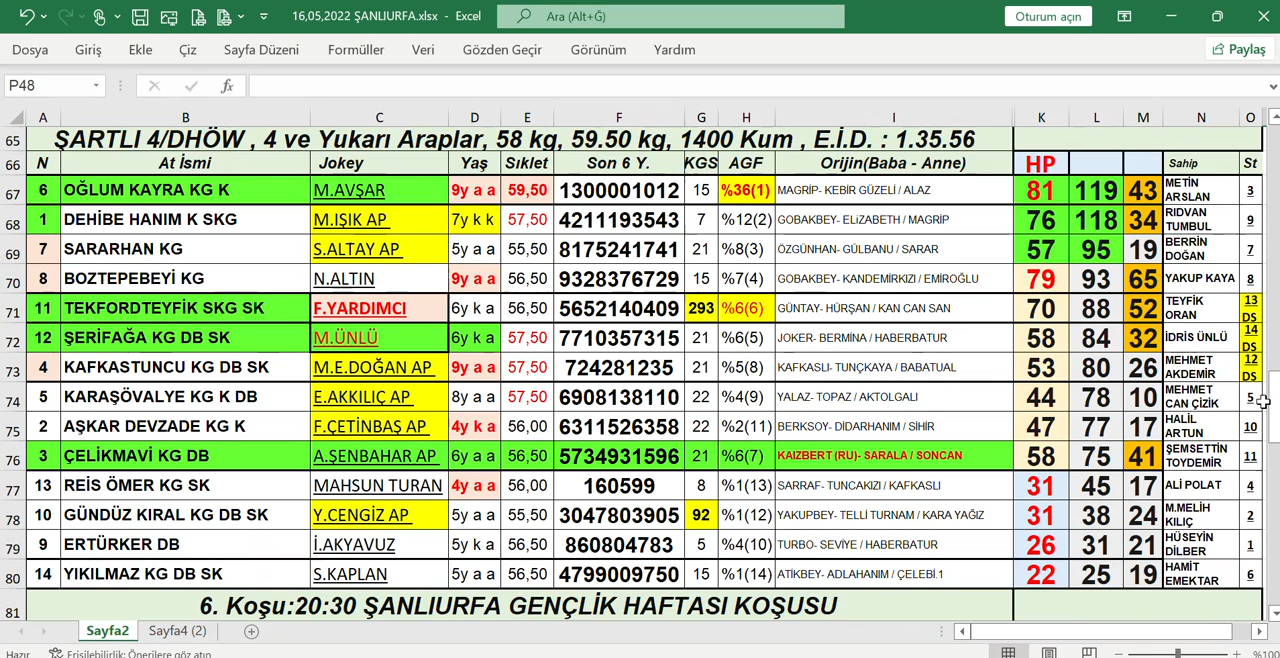 16,05,2022 ŞANLIURFA.xlsx - Excel
Ara (Alt+Ğ)
Oturum açın
Dosya Giriş Ekle Çiz Sayfa Düzeni Formüller Veri Gözden Geçir Görünüm Yardım Paylaş
P48 fx
A B C D E F G H I K L M N O
65 ŞARTLI 4/DHÖW , 4 ve Yukarı Araplar, 58 kg, 59.50 kg, 1400 Kum , E.İ.D. : 1.35.56
66 N At İsmi Jokey Yaş Sıklet Son 6 Y. KGS AGF Orijin(Baba - Anne) HP Sahip St
67 6 OĞLUM KAYRA KG K M.AVŞAR 9y a a 59,50 1300001012 15 %36(1) MAGRİP- KEBİR GÜZELİ / ALAZ 81 119 43 METİN ARSLAN 3
68 1 DEHİBE HANIM K SKG M.IŞIK AP 7y k k 57,50 4211193543 7 %12(2) GOBAKBEY- ELiZABETH / MAGRİP 76 118 34 RIDVAN TUMBUL 9
69 7 SARARHAN KG S.ALTAY AP 5y a a 55,50 8175241741 21 %8(3) ÖZGÜNHAN- GÜLBANU / SARAR 57 95 19 BERRİN DOĞAN 7
70 8 BOZTEPEBEYİ KG N.ALTIN 9y a a 56,50 9328376729 15 %7(4) GOBAKBEY- KANDEMIRKIZI / EMİROĞLU 79 93 65 YAKUP KAYA 8
71 11 TEKFORDTEYFİK SKG SK F.YARDIMCI 6y k a 56,50 5652140409 293 %6(6) GÜNTAY- HÜRŞAN / KAN CAN SAN 70 88 52 TEYFİK ORAN 13 DS
72 12 ŞERİFAĞA KG DB SK M.ÜNLÜ 6y k a 57,50 7710357315 21 %6(5) JOKER- BERMİNA / HABERBATUR 58 84 32 İDRİS ÜNLÜ 14 DS
73 4 KAFKASTUNCU KG DB SK M.E.DOĞAN AP 9y a a 57,50 724281235 21 %5(8) KAFKASLI- TUNÇKAYA / BABATUAL 53 80 26 MEHMET AKDEMİR 12 DS
74 5 KARAŞÖVALYE KG K DB E.AKKILIÇ AP 8y a a 57,50 6908138110 22 %4(9) YALAZ- TOPAZ / AKTOLGALI 44 78 10 MEHMET CAN ÇİZİK 5
75 2 AŞKAR DEVZADE KG K F.ÇETİNBAŞ AP 4y k a 56,00 6311526358 22 %2(11) BERKSOY- DİDARHANIM / SİHİR 47 77 17 HALİL ARTUN 10
76 3 ÇELİKMAVİ KG DB A.ŞENBAHAR AP 6y a a 56,50 5734931596 21 %6(7) KAIZBERT (RU)- SARALA / SONCAN 58 75 41 ŞEMSETTİN TOYDEMİR 11
77 13 REİS ÖMER KG SK MAHSUN TURAN 4y a a 56,00 160599 8 %1(13) SARRAF- TUNCAKIZI / KAFKASLI 31 45 17 ALİ POLAT 4
78 10 GÜNDÜZ KIRAL KG DB SK Y.CENGİZ AP 5y a a 55,50 3047803905 92 %1(12) YAKUPBEY- TELLİ TURNAM / KARA YAĞIZ 31 38 24 M.MELİH KILIÇ 2
79 9 ERTÜRKER DB İ.AKYAVUZ 5y k a 56,50 860804783 5 %4(10) TURBO- SEVİYE / HABERBATUR 26 31 21 HÜSEYİN DİLBER 1
80 14 YIKILMAZ KG DB SK S.KAPLAN 5y a a 56,50 4799009750 15 %1(14) ATİKBEY- ADLAHANIM / ÇELEBİ.1 22 25 19 HAMİT EMEKTAR 6
81 6. Koşu:20:30 ŞANLIURFA GENÇLİK HAFTASI KOŞUSU
Sayfa2 Sayfa4 (2)
Hazır Erişilebilirlik: Önerilere göz atın %100